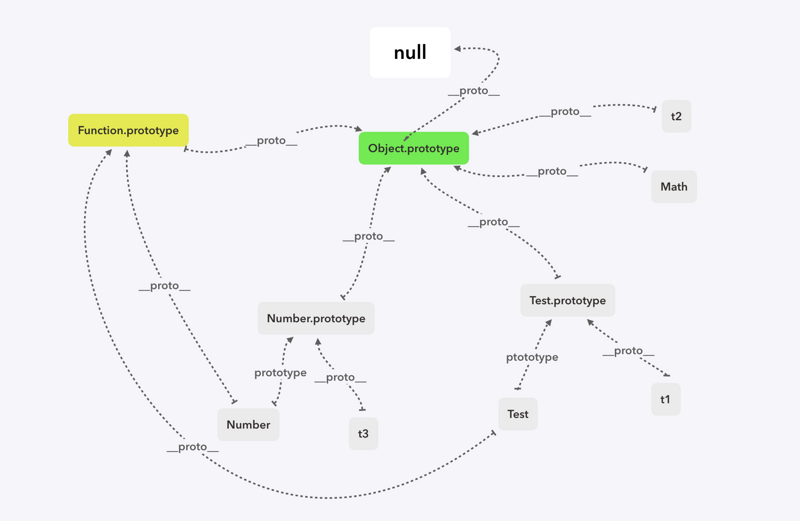 null
__proto__
t2
__proto__
Function.prototype
__proto__
Object.prototype
__proto__
Math
__proto__
__proto__
__proto__
Test.prototype
Number.prototype
__proto__
ptototype
prototype
__proto__
t1
Test
Number
t3
__proto__